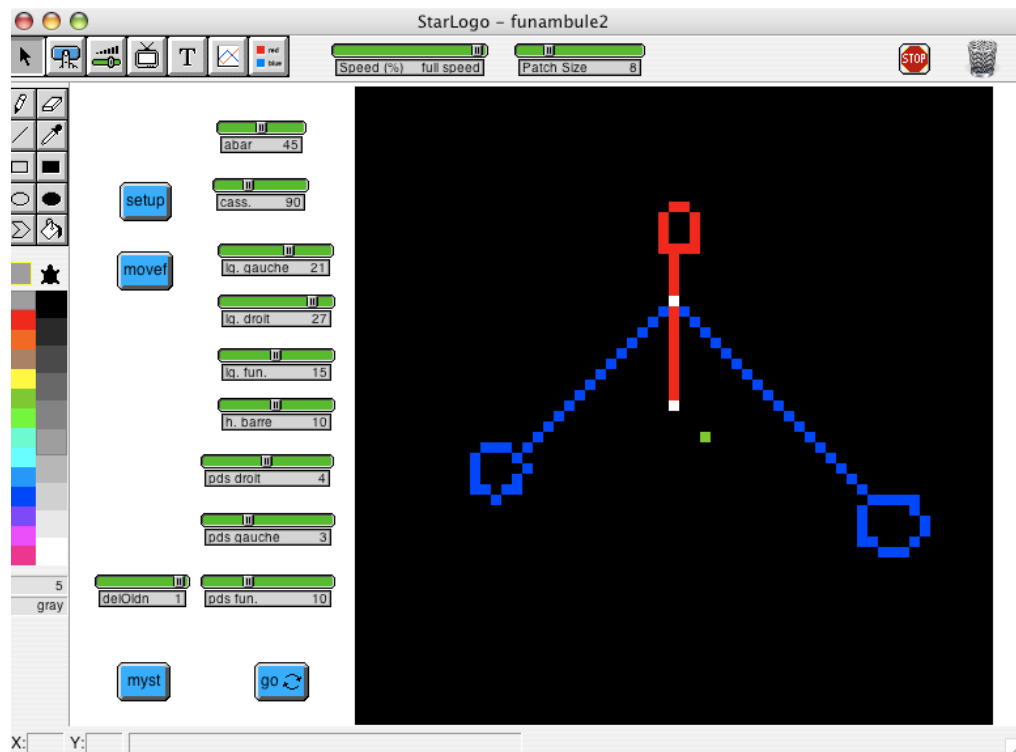 StarLogo – funambule2
T
red
blue
Speed (%) full speed
Patch Size 8
STOP
abar 45
setup
cass. 90
movef
lg. gauche 21
lg. droit 27
lg. fun. 15
h. barre 10
pds droit 4
pds gauche 3
5
gray
delOldn 1
pds fun. 10
myst
go
X:
Y: